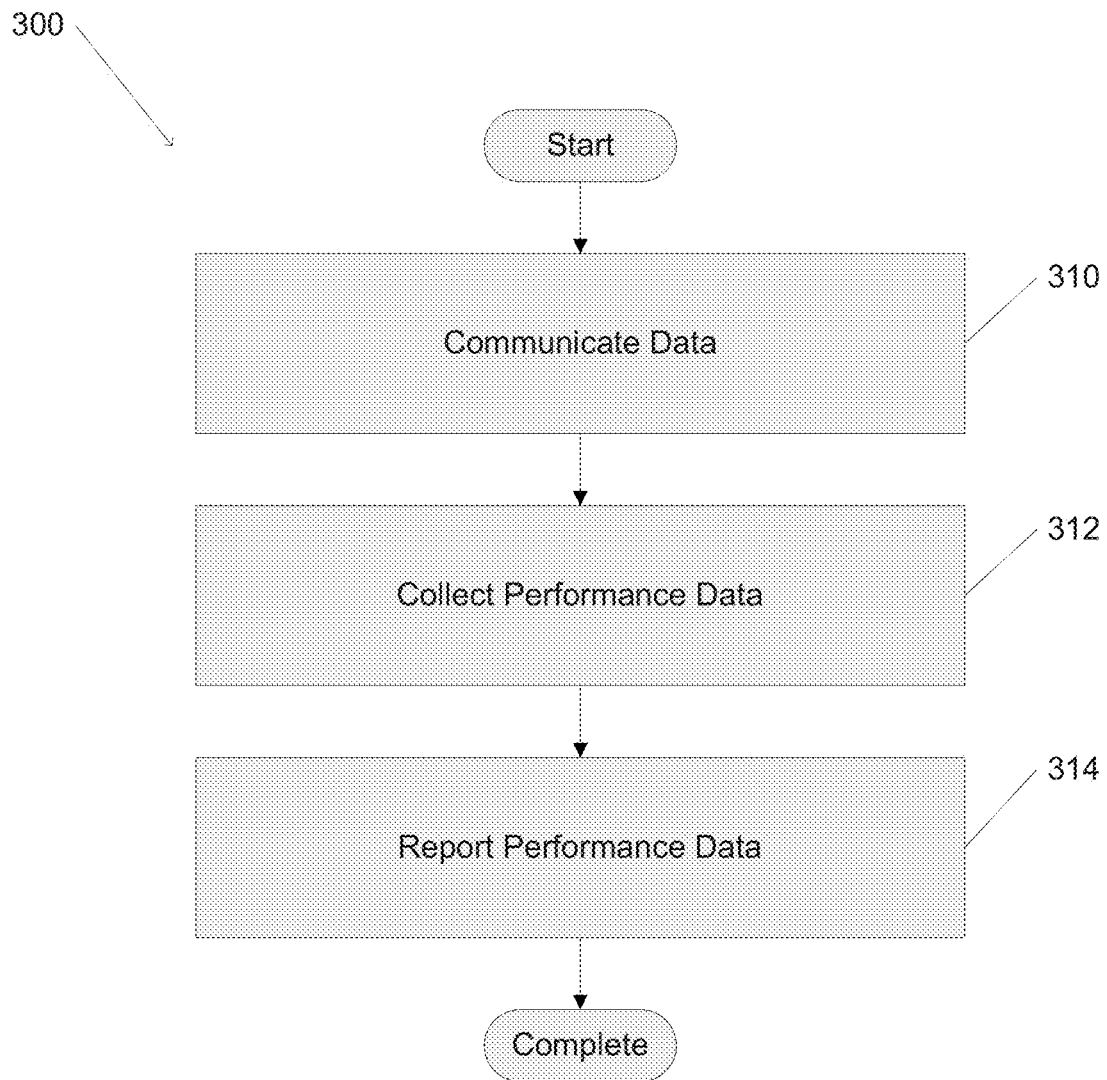 300
Start
Communicate Data
310
Collect Performance Data
312
Report Performance Data
314
Complete